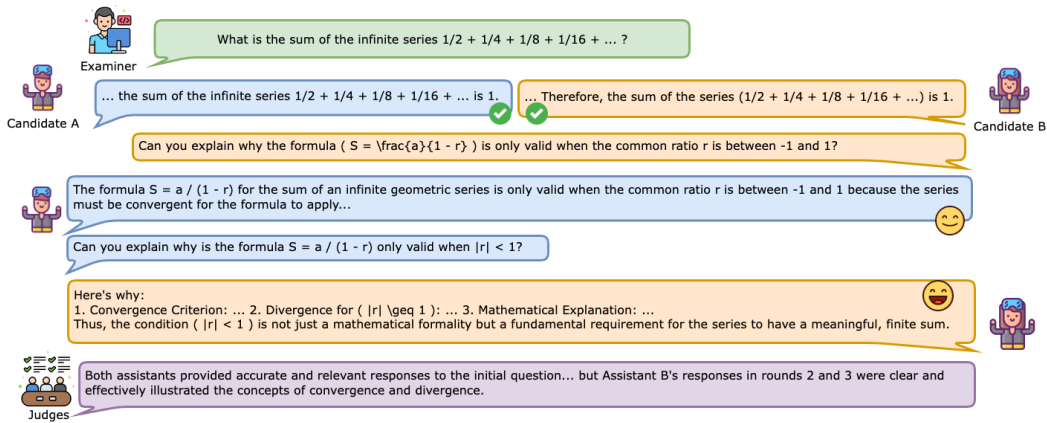 What is the sum of the infinite series 1/2 + 1/4 + 1/8 + 1/16 + ... ?
Examiner
... the sum of the infinite series 1/2 + 1/4 + 1/8 + 1/16 + ... is 1.
... Therefore, the sum of the series (1/2 + 1/4 + 1/8 + 1/16 + ...) is 1.
Candidate A
Candidate B
Can you explain why the formula ( S = \frac{a}{1 - r} ) is only valid when the common ratio r is between -1 and 1?
The formula S = a / (1 - r) for the sum of an infinite geometric series is only valid when the common ratio r is between -1 and 1 because the series
must be convergent for the formula to apply...
Can you explain why is the formula S = a / (1 - r) only valid when |r| < 1?
Here's why:
1. Convergence Criterion: ... 2. Divergence for ( |r| \geq 1 ): ... 3. Mathematical Explanation: ...
Thus, the condition ( |r| < 1 ) is not just a mathematical formality but a fundamental requirement for the series to have a meaningful, finite sum.
Both assistants provided accurate and relevant responses to the initial question... but Assistant B's responses in rounds 2 and 3 were clear and
effectively illustrated the concepts of convergence and divergence.
Judges